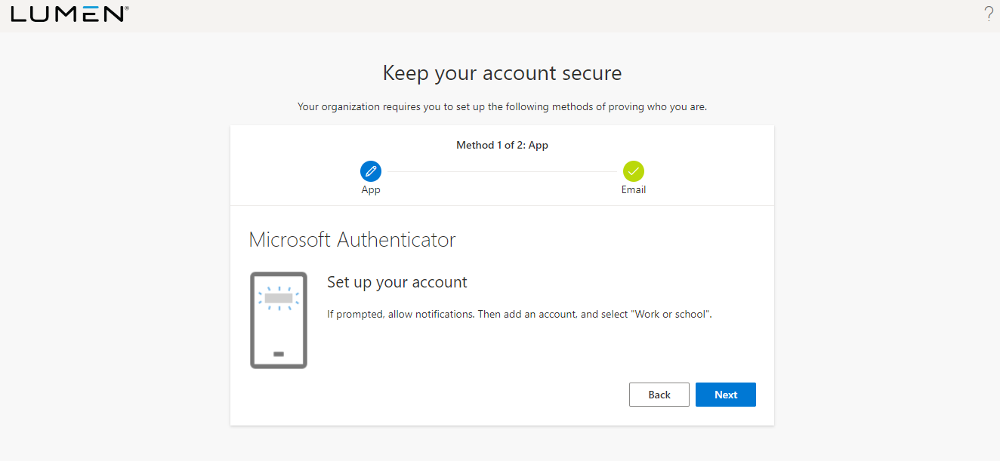 LUMEN®
?
Keep your account secure
Your organization requires you to set up the following methods of proving who you are.
Method 1 of 2: App
App
Email
Microsoft Authenticator
Set up your account
If prompted, allow notifications. Then add an account, and select "Work or school".
Back
Next